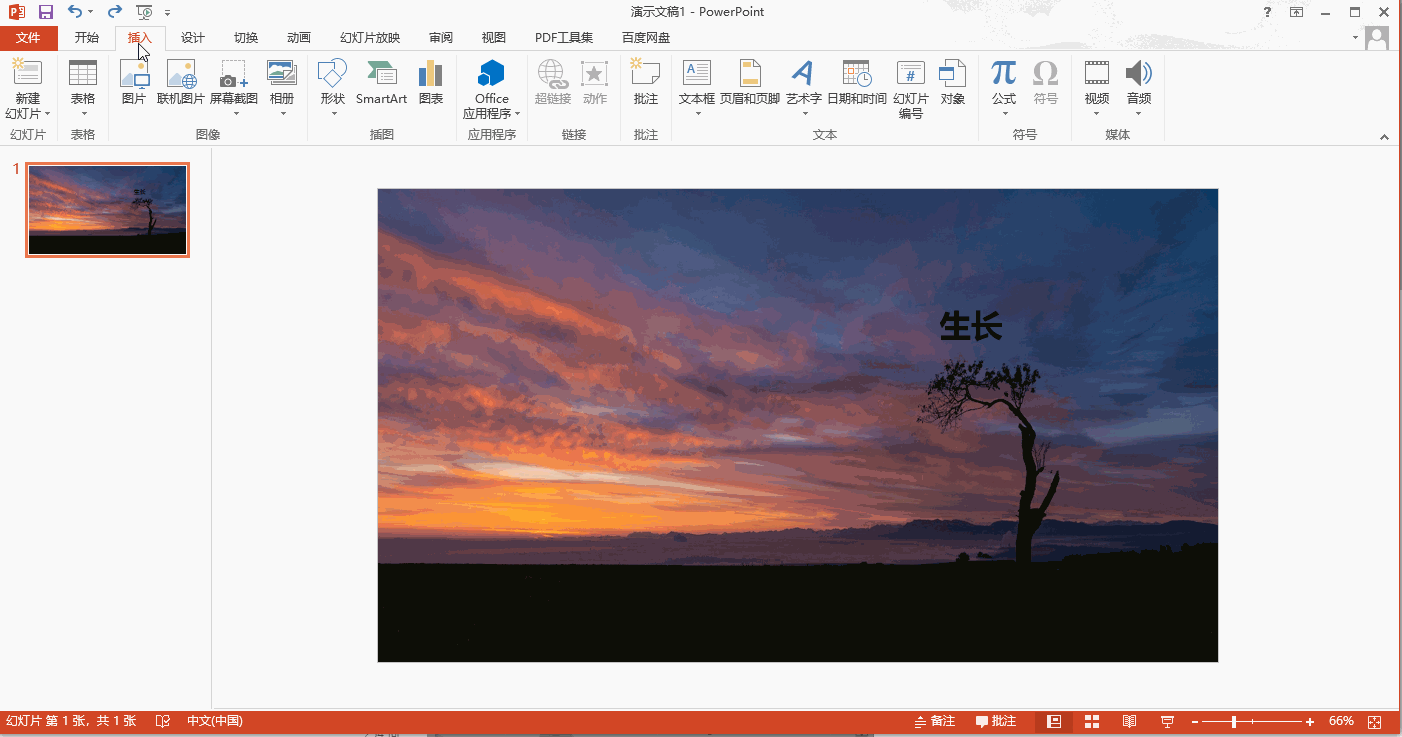 演示文稿1 - PowerPoint
文件 开始 插入 设计 切换 动画 幻灯片放映 审阅 视图 PDF工具集 百度网盘
新建
幻灯片
表格
图片
联机图片
屏幕截图
相册
形状
SmartArt
图表
Office
应用程序
超链接
动作
批注
文本框
页眉和页脚
艺术字
日期和时间
幻灯片
编号
对象
公式
符号
视频
音频
幻灯片 表格 图像 插图 应用程序 链接 批注 文本 符号 媒体
1
生长
生长
幻灯片 第 1 张，共 1 张 中文(中国) 备注 批注 66%